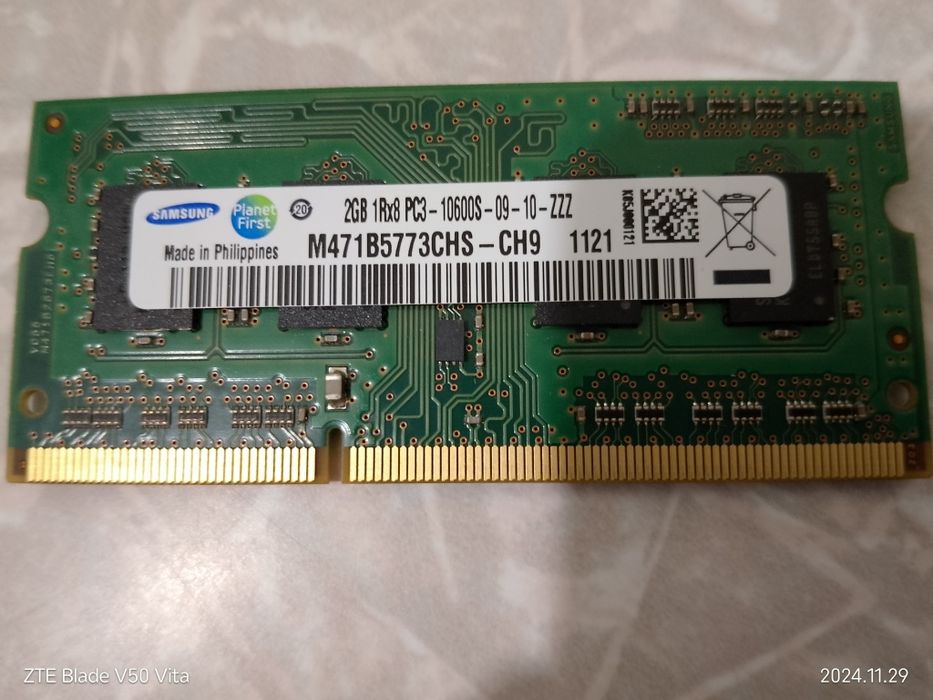 SAMSUNG
Planet First
20
2GB 1Rx8 PC3-10600S-09-10-ZZZ
Made in Philippines
M471B5773CHS-CH9 1121
ELDT5S0P
ZTE Blade V50 Vita
2024.11.29